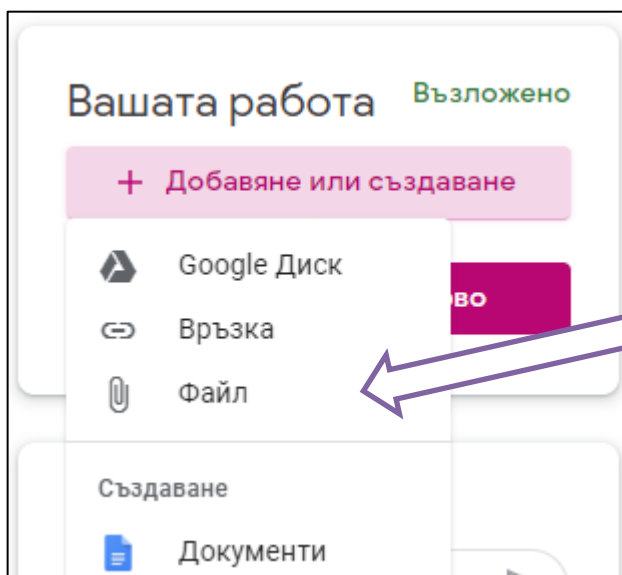 Вашата работа Възложено
+ Добавяне или създаване
Google Диск
Връзка
Файл
Създаване
Документи